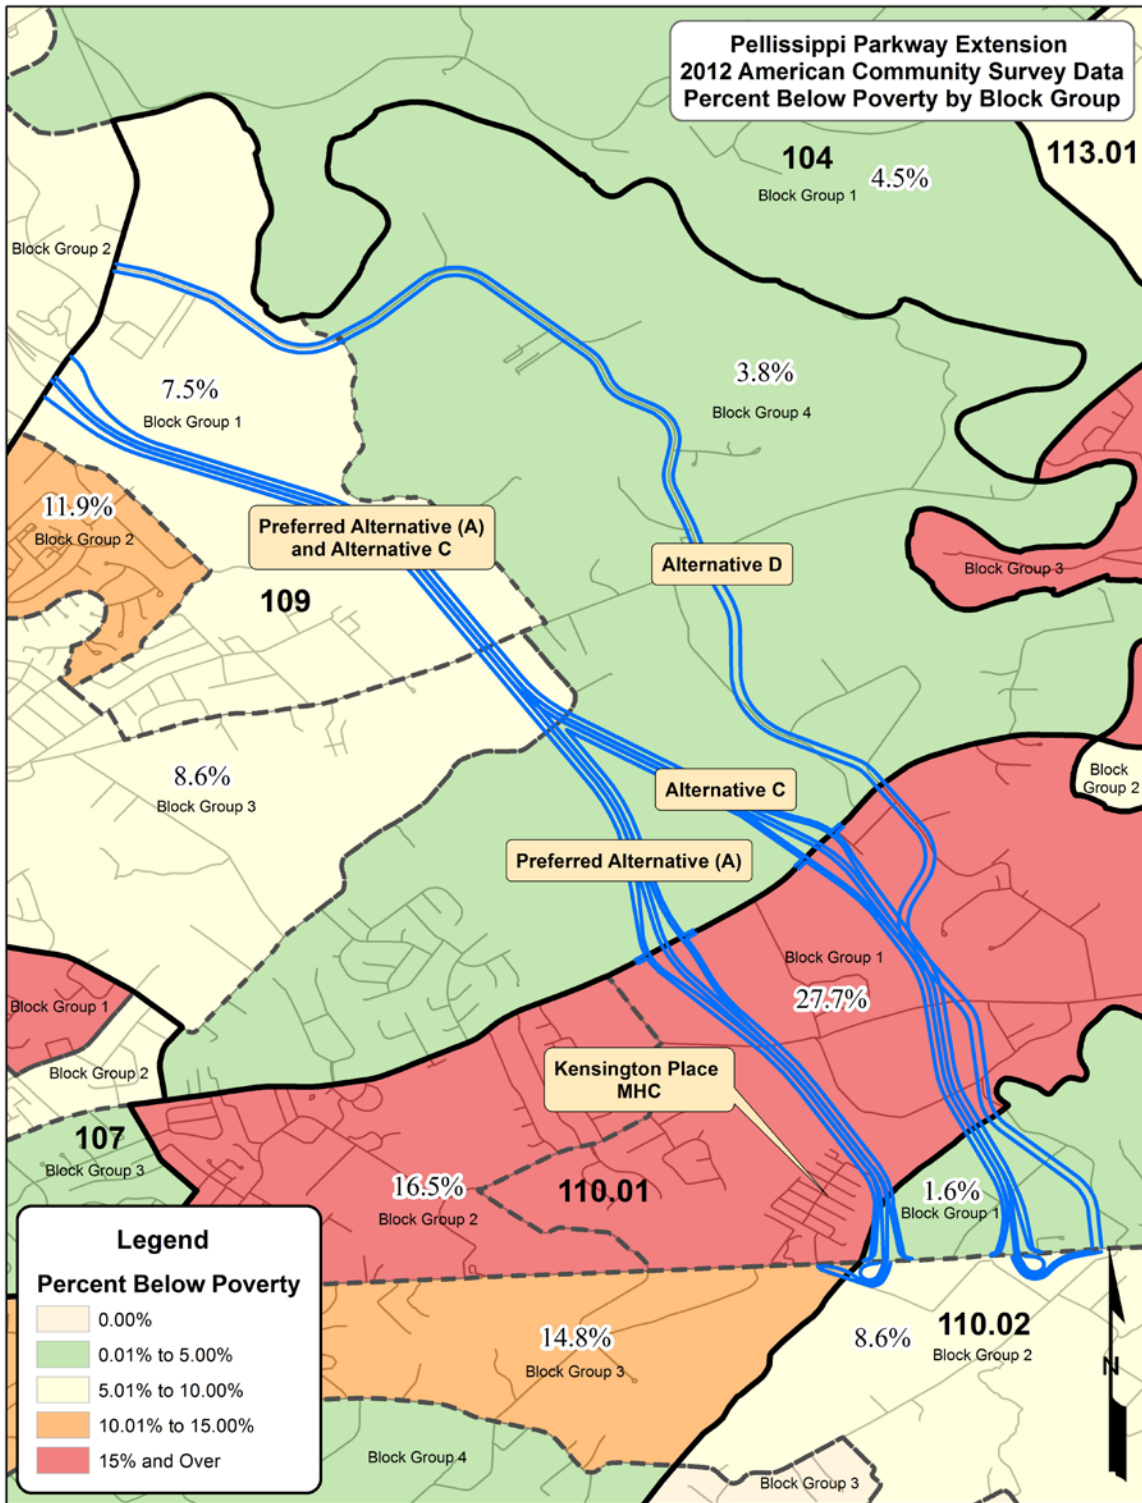 Pellissippi Parkway Extension
2012 American Community Survey Data
Percent Below Poverty by Block Group
104
4.5%
Block Group 1
113.01
Block Group 2
7.5%
Block Group 1
3.8%
Block Group 4
11.9%
Block Group 2
Preferred Alternative (A)
and Alternative C
Alternative D
Block Group 3
109
8.6%
Block Group 3
Alternative C
Block
Group 2
Preferred Alternative (A)
Block Group 1
27.7%
Block Group 1
Block Group 2
Kensington Place
MHC
107
Block Group 3
16.5%
Block Group 2
110.01
1.6%
Block Group 1
14.8%
Block Group 3
8.6%
110.02
Block Group 2
N
Block Group 4
Block Group 3
Legend
Percent Below Poverty
0.00%
0.01% to 5.00%
5.01% to 10.00%
10.01% to 15.00%
15% and Over